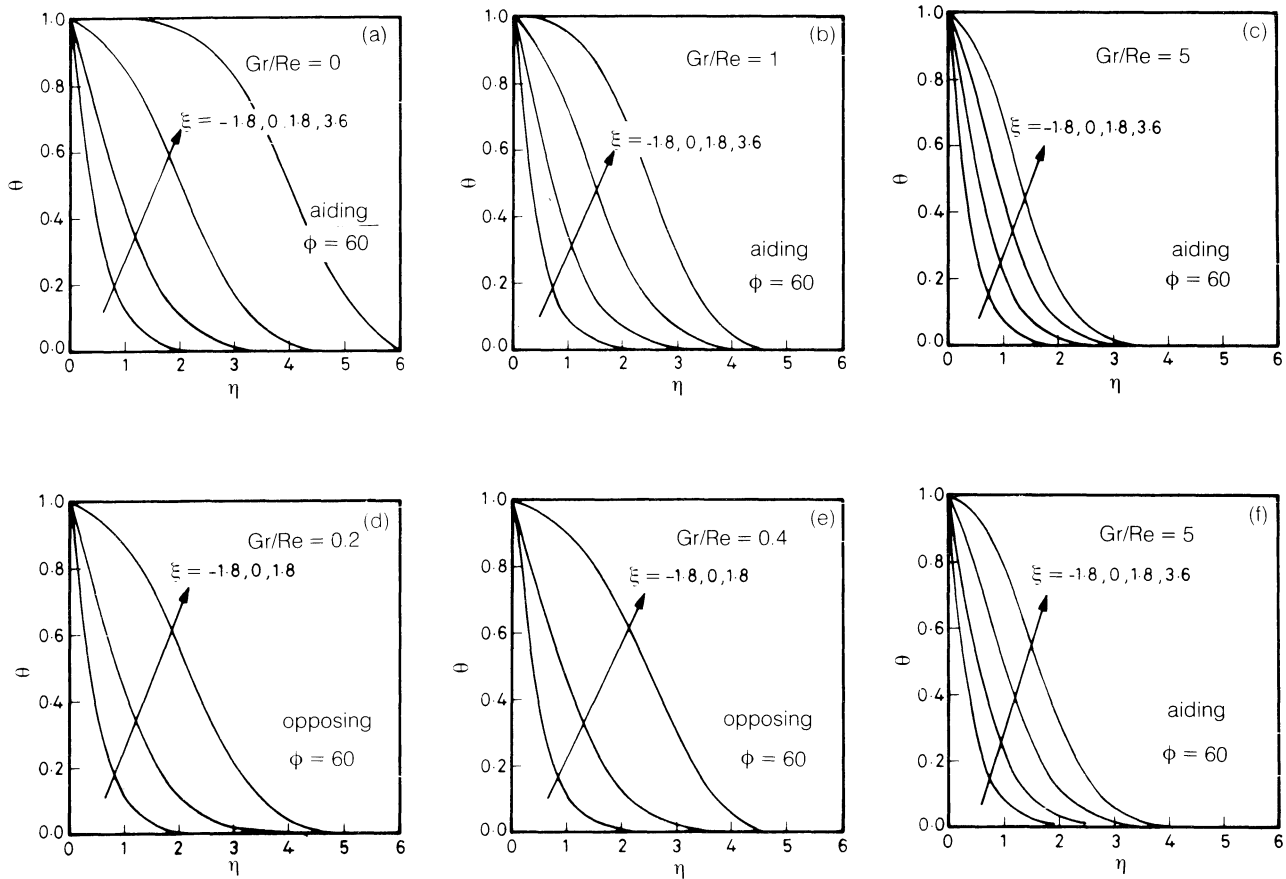 (a)
Gr/Re = 0
ξ = -1·8, 0 1·8, 3·6
aiding
ϕ = 60
1.0
0.8
0.6
0.4
0.2
0.0
θ
0 1 2 3 4 5 6
η
(b)
Gr/Re = 1
ξ = -1·8, 0, 1·8, 3·6
aiding
ϕ = 60
1.0
0.8
0.6
0.4
0.2
0.0
θ
0 1 2 3 4 5 6
η
(c)
Gr/Re = 5
ξ = -1·8, 0, 1·8, 3·6
aiding
ϕ = 60
1.0
0.8
0.6
0.4
0.2
0.0
θ
0 1 2 3 4 5 6
η
(d)
Gr/Re = 0.2
ξ = -1·8, 0, 1·8
opposing
ϕ = 60
1.0
0.8
0.6
0.4
0.2
0.0
θ
0 1 2 3 4 5 6
η
(e)
Gr/Re = 0.4
ξ = -1·8, 0, 1·8
opposing
ϕ = 60
1.0
0.8
0.6
0.4
0.2
0.0
θ
0 1 2 3 4 5 6
η
(f)
Gr/Re = 5
ξ = -1·8, 0, 1·8, 3·6
aiding
ϕ = 60
1.0
0.8
0.6
0.4
0.2
0.0
θ
0 1 2 3 4 5 6
η